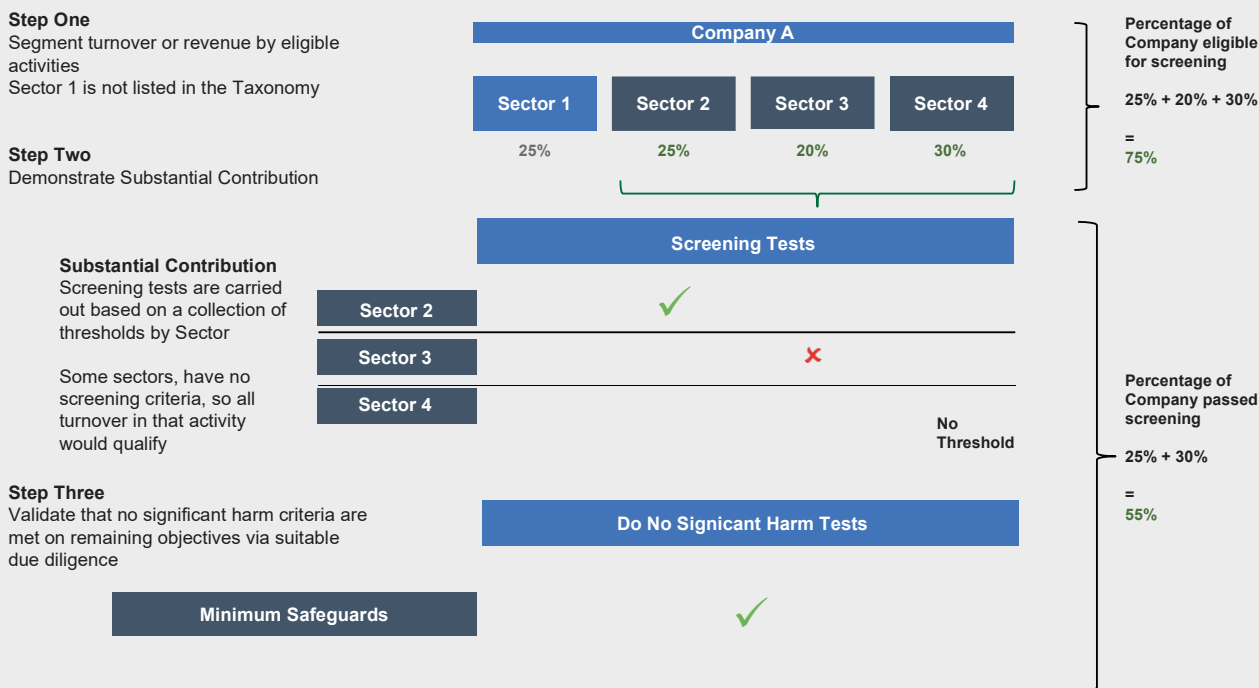 Step One
Segment turnover or revenue by eligible
activities
Sector 1 is not listed in the Taxonomy
Company A
Sector 1
Sector 2
Sector 3
Sector 4
25%
25%
20%
30%
Percentage of
Company eligible
for screening
25% + 20% + 30%
=
75%
Step Two
Demonstrate Substantial Contribution
Screening Tests
Substantial Contribution
Screening tests are carried
out based on a collection of
thresholds by Sector
Some sectors, have no
screening criteria, so all
turnover in that activity
would qualify
Sector 2
Sector 3
Sector 4
No
Threshold
Percentage of
Company passed
screening
25% + 30%
=
55%
Step Three
Validate that no significant harm criteria are
met on remaining objectives via suitable
due diligence
Do No Signicant Harm Tests
Minimum Safeguards